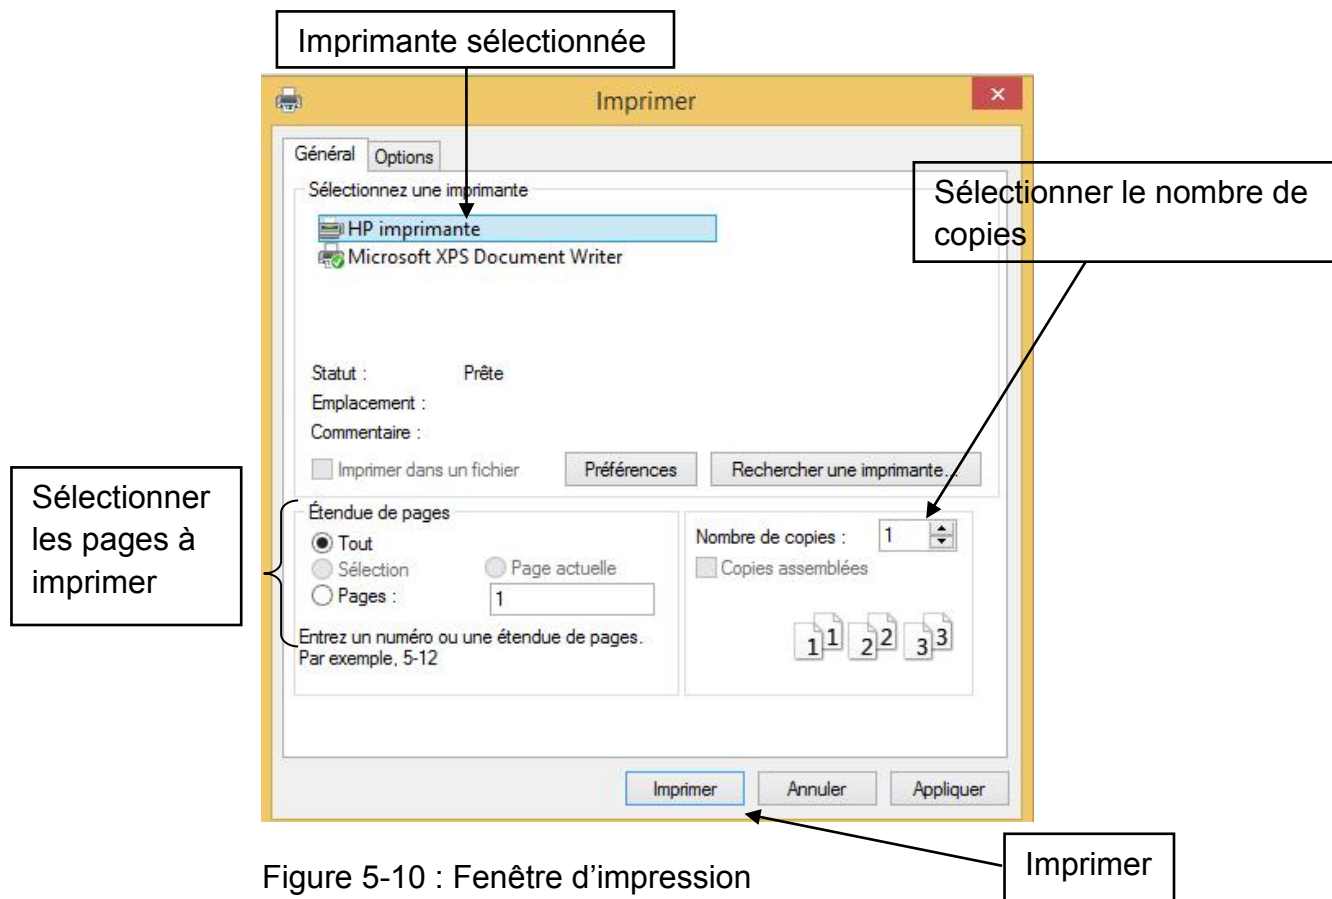 Imprimante sélectionnée
Imprimer
Général Options
Sélectionnez une imprimante
Sélectionner le nombre de
copies
HP imprimante
Microsoft XPS Document Writer
Statut : Prête
Emplacement :
Commentaire :
Imprimer dans un fichier Préférences Rechercher une imprimante...
Sélectionner
les pages à
imprimer
Étendue de pages
Tout
Sélection Page actuelle
Pages : 1
Entrez un numéro ou une étendue de pages.
Par exemple, 5-12
Nombre de copies : 1
Copies assemblées
1 1 2 2 3 3
Imprimer Annuler Appliquer
Imprimer
Figure 5-10 : Fenêtre d’impression